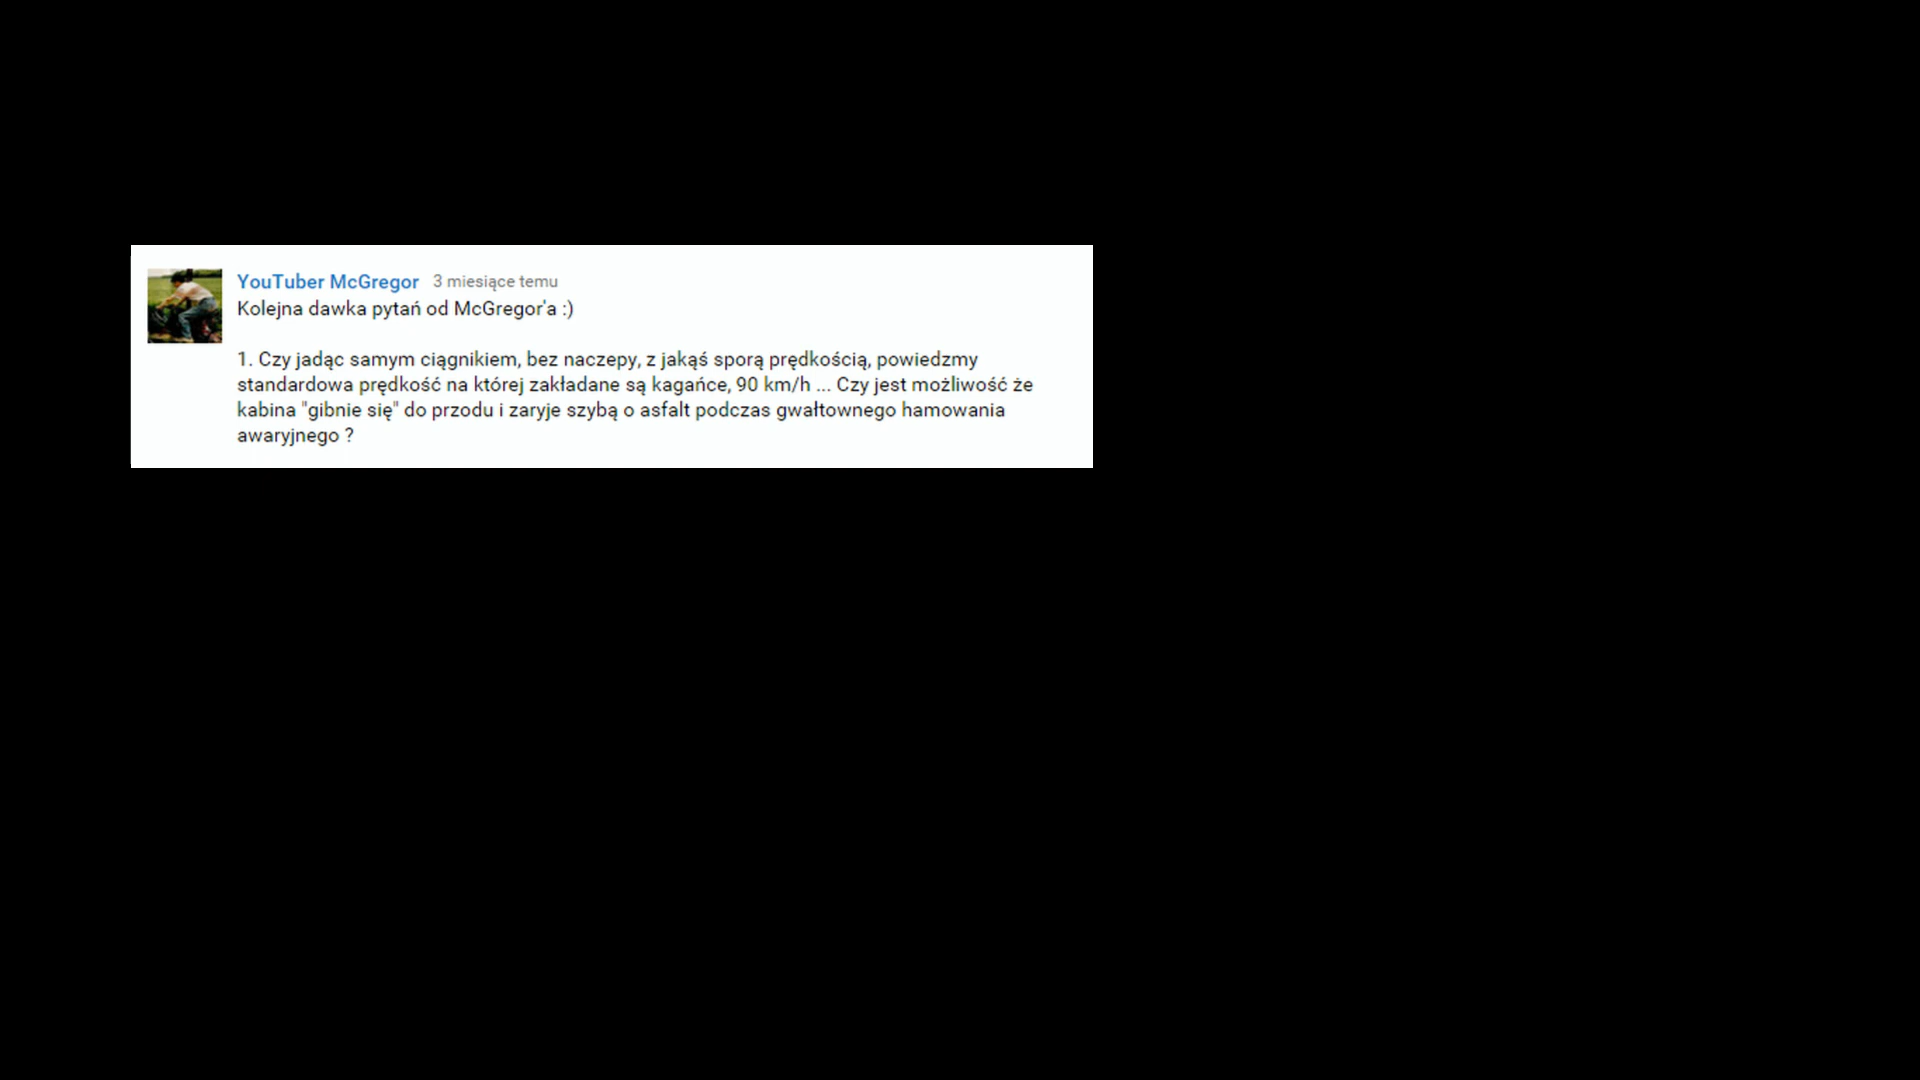 YouTuber McGregor 3 miesiące temu
Kolejna dawka pytań od McGregor'a :)
1. Czy jadąc samym ciągnikiem, bez naczepy, z jakąś sporą prędkością, powiedzmy
standardowa prędkość na której zakładane są kagańce, 90 km/h ... Czy jest możliwość że
kabina "gibnie się" do przodu i zaryje szybą o asfalt podczas gwałtownego hamowania
awaryjnego ?